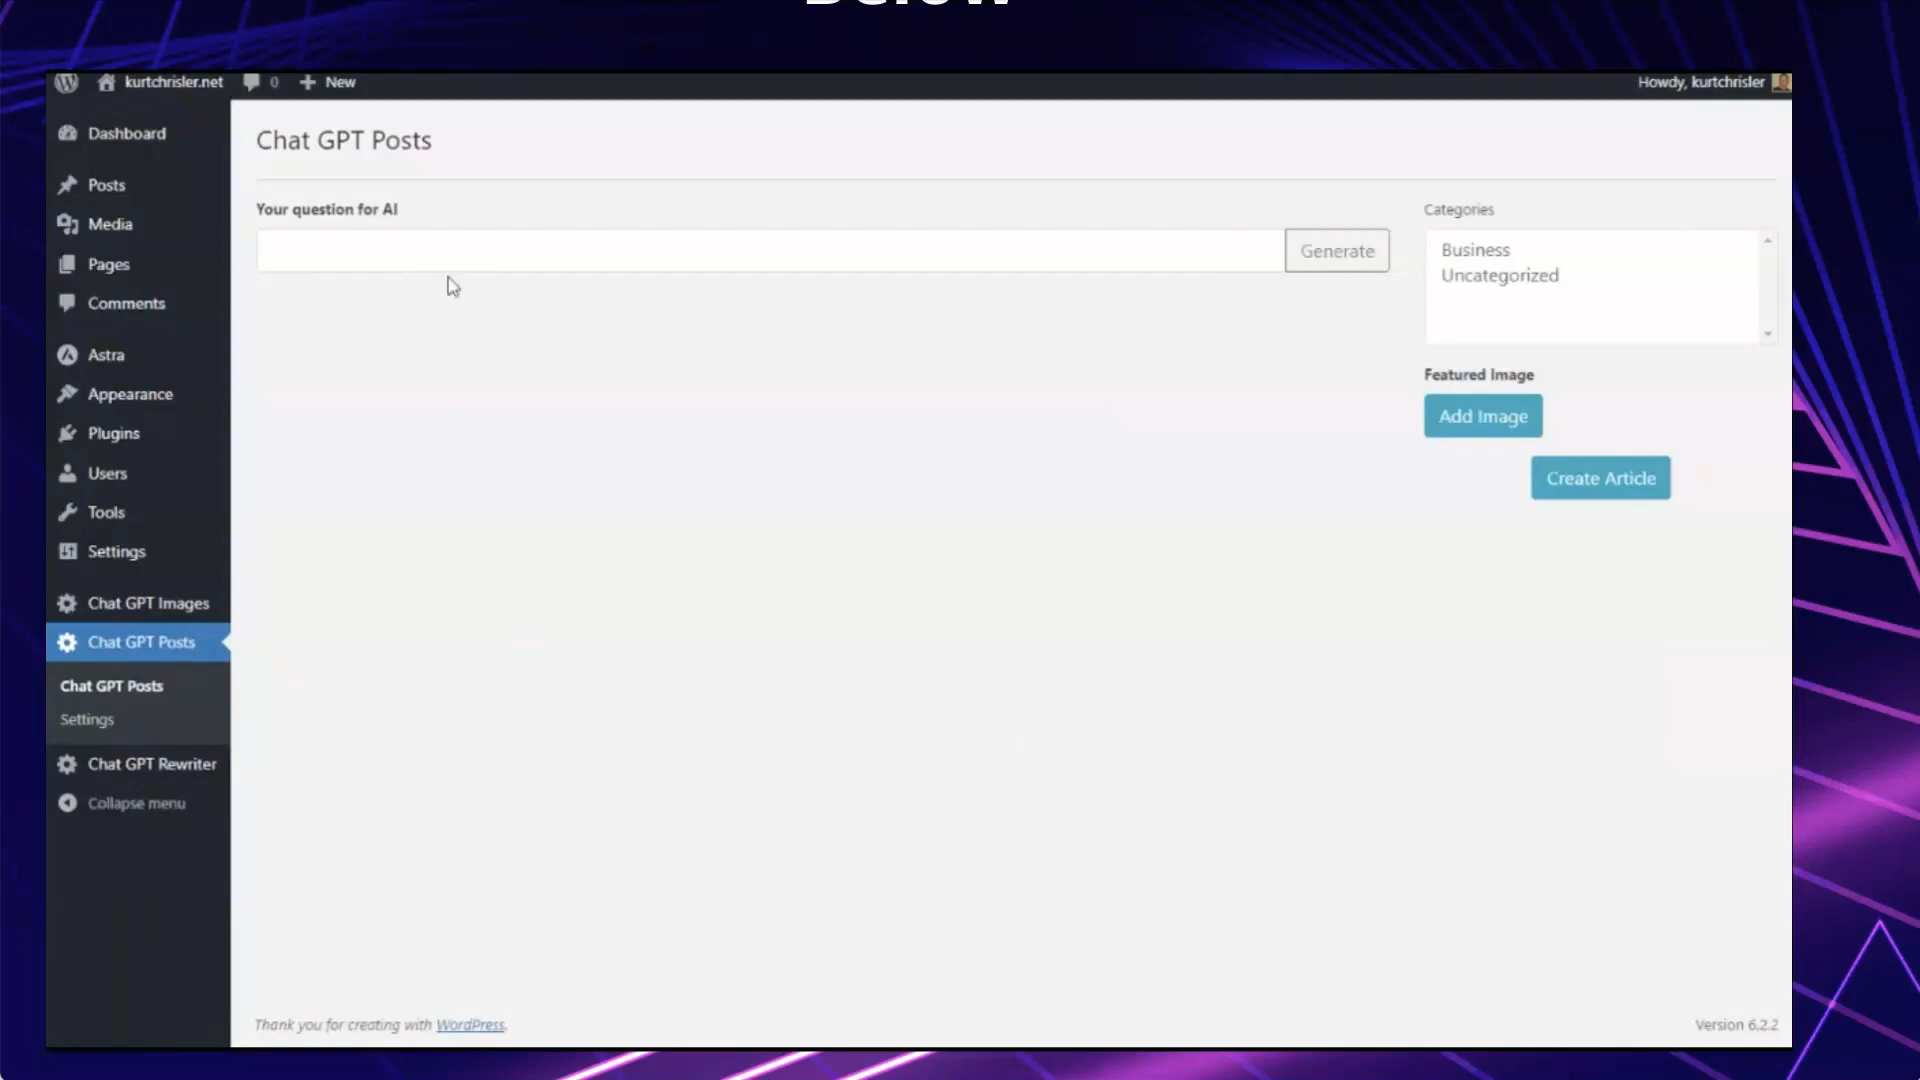 Below
kurtchrisler.net 0 New Howdy, kurtchrisler
Dashboard
Posts
Media
Pages
Comments
Astra
Appearance
Plugins
Users
Tools
Settings
Chat GPT Images
Chat GPT Posts
Chat GPT Posts
Settings
Chat GPT Rewriter
Collapse menu
Chat GPT Posts
Your question for AI
Generate
Categories
Business
Uncategorized
Featured Image
Add Image
Create Article
Thank you for creating with WordPress.
Version 6.2.2